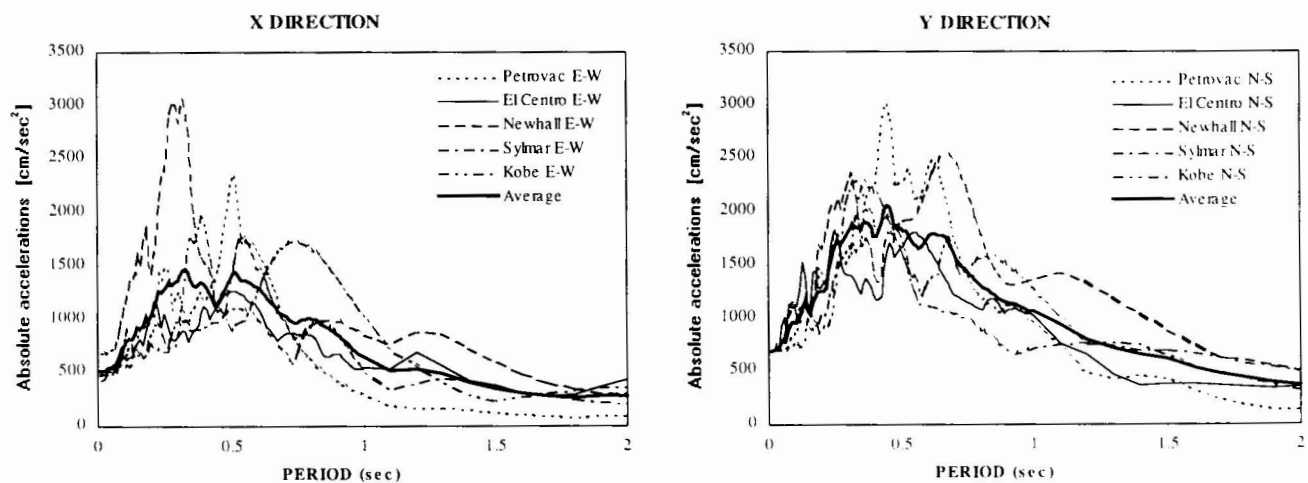 X DIRECTION
Absolute accelerations [cm/sec²]
3500
3000
2500
2000
1500
1000
500
0
Petrovac E-W
El Centro E-W
Newhall E-W
Sylmar E-W
Kobe E-W
Average
0
0.5
1
1.5
2
PERIOD (sec)
Y DIRECTION
Absolute accelerations [cm/sec²]
3500
3000
2500
2000
1500
1000
500
0
Petrovac N-S
El Centro N-S
Newhall N-S
Sylmar N-S
Kobe N-S
Average
0
0.5
1
1.5
2
PERIOD (sec)